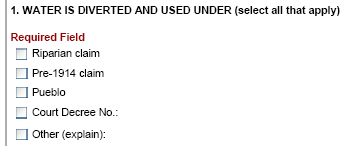 1. WATER IS DIVERTED AND USED UNDER (select all that apply)
Required Field
Riparian claim
Pre-1914 claim
Pueblo
Court Decree No.:
Other (explain):